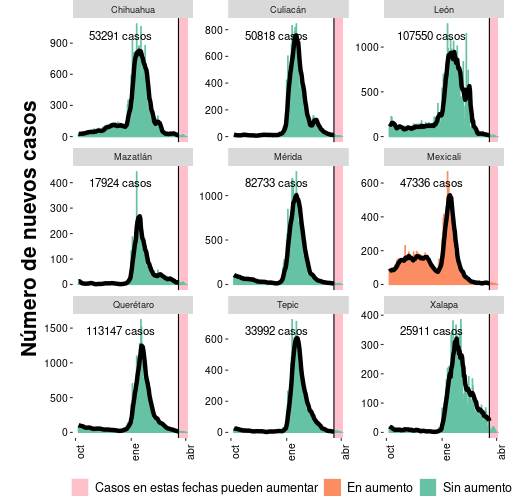 Número de nuevos casos
Chihuahua
Culiacán
León
53291 casos
50818 casos
107550 casos
900
600
300
0
800
600
400
200
0
1000
500
0
Mazatlán
Mérida
Mexicali
17924 casos
82733 casos
47336 casos
400
300
200
100
0
1000
500
0
600
400
200
0
Querétaro
Tepic
Xalapa
113147 casos
33992 casos
25911 casos
1500
1000
500
0
600
400
200
0
400
300
200
100
0
oct
ene
abr
oct
ene
abr
oct
ene
abr
Casos en estas fechas pueden aumentar
En aumento
Sin aumento